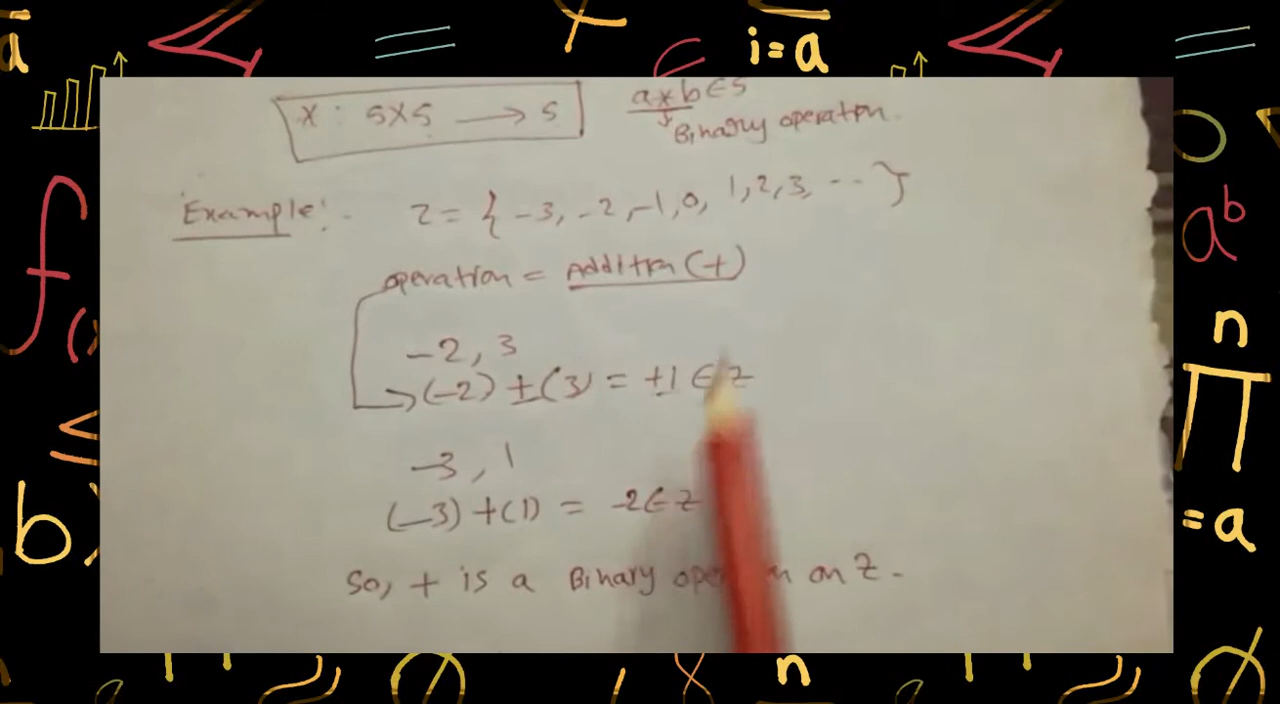 * : S×S → S
a*b∈S
Binary operation.
Example:-
Z = { -3, -2, -1, 0, 1, 2, 3, -- }
operation = Addition (+)
-2, 3
(-2) + (3) = +1 ∈ Z
-3, 1
(-3) + (1) = -2 ∈ Z
So, + is a Binary on Z.
a
i=a
f(
a^b
n
≤
∏
b)
=a
n